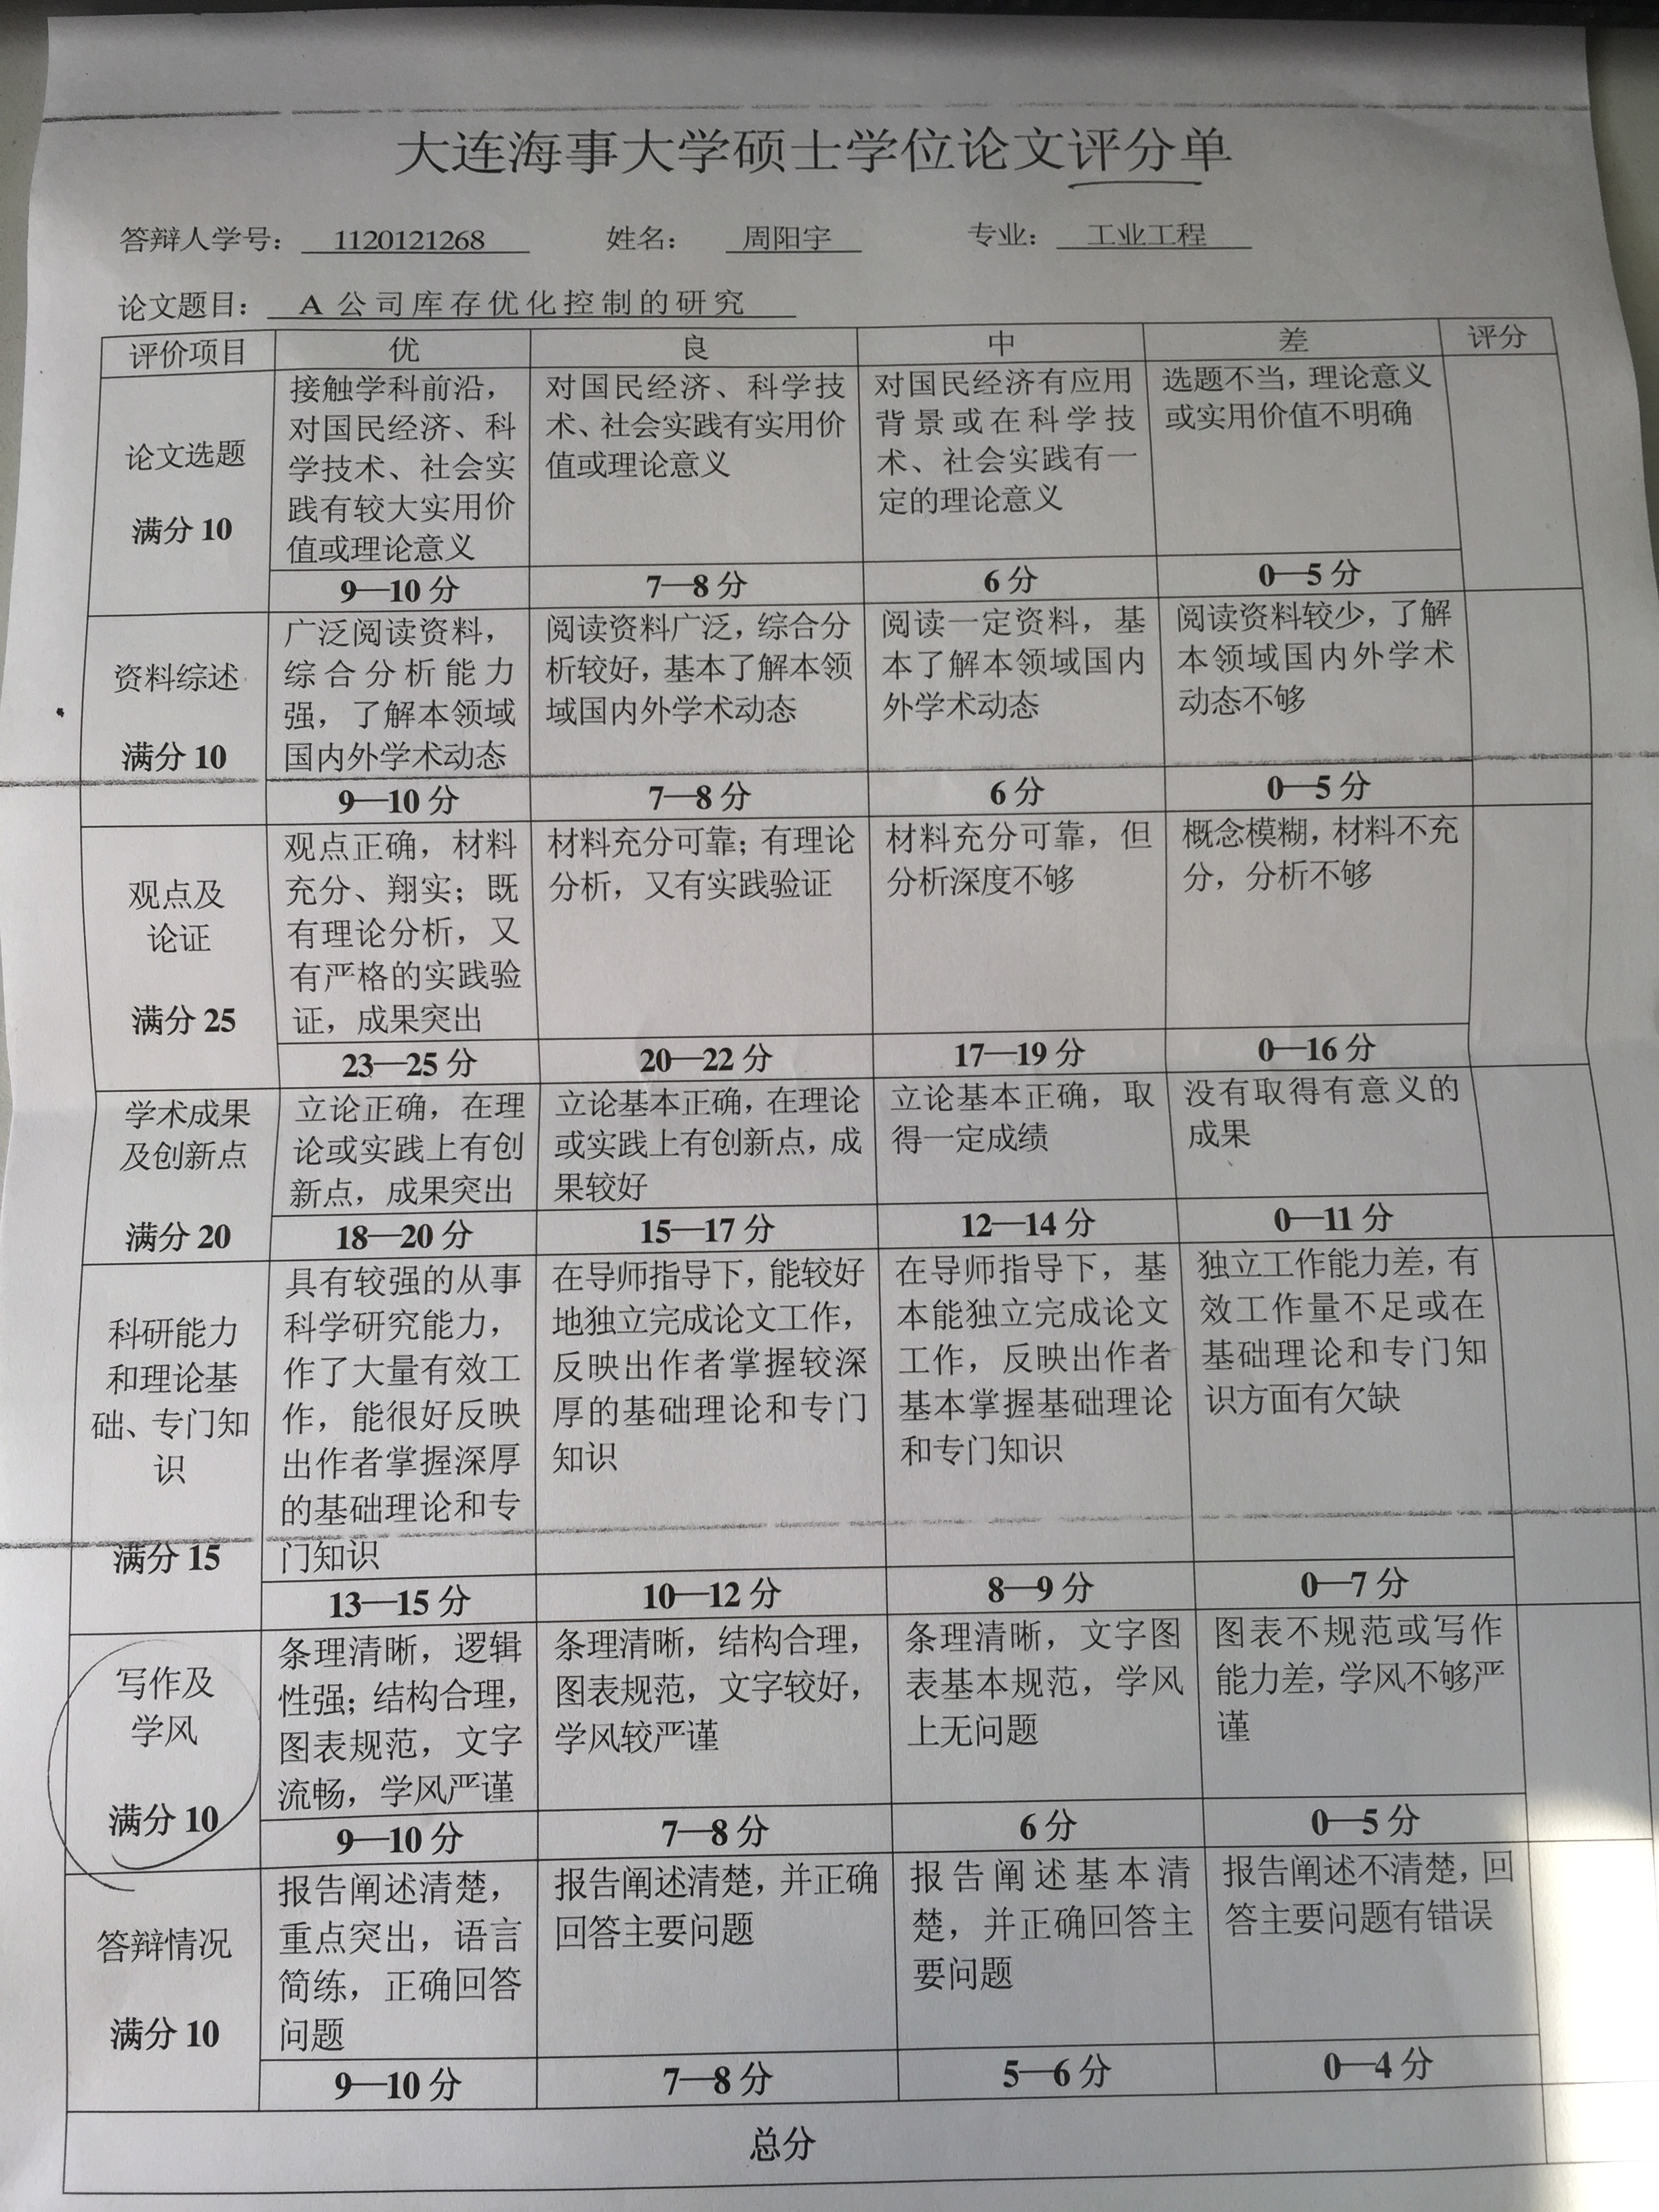 大连海事大学硕士学位论文评分单
答辩人学号： 1120121268 姓名： 周阳宇 专业： 工业工程
论文题目： A 公司库存优化控制的研究
评价项目 优 良 中 差 评分
论文选题
满分 10
接触学科前沿，
对国民经济、科
学技术、社会实
践有较大实用价
值或理论意义
9—10 分
对国民经济、科学技
术、社会实践有实用价
值或理论意义
7—8 分
对国民经济有应用
背景或在科学技
术、社会实践有一
定的理论意义
6 分
选题不当，理论意义
或实用价值不明确
0—5 分
资料综述
满分 10
广泛阅读资料，
综合分析能力
强，了解本领域
国内外学术动态
9—10 分
阅读资料广泛，综合分
析较好，基本了解本领
域国内外学术动态
7—8 分
阅读一定资料，基
本了解本领域国内
外学术动态
6 分
阅读资料较少，了解
本领域国内外学术
动态不够
0—5 分
观点及
论证
满分 25
观点正确，材料
充分、翔实；既
有理论分析，又
有严格的实践验
证，成果突出
23—25 分
材料充分可靠；有理论
分析，又有实践验证
20—22 分
材料充分可靠，但
分析深度不够
17—19 分
概念模糊，材料不充
分，分析不够
0—16 分
学术成果
及创新点
满分 20
立论正确，在理
论或实践上有创
新点，成果突出
18—20 分
立论基本正确，在理论
或实践上有创新点，成
果较好
15—17 分
立论基本正确，取
得一定成绩
12—14 分
没有取得有意义的
成果
0—11 分
科研能力
和理论基
础、专门知
识
满分 15
具有较强的从事
科学研究能力，
作了大量有效工
作，能很好反映
出作者掌握深厚
的基础理论和专
门知识
13—15 分
在导师指导下，能较好
地独立完成论文工作，
反映出作者掌握较深
厚的基础理论和专门
知识
10—12 分
在导师指导下，基
本能独立完成论文
工作，反映出作者
基本掌握基础理论
和专门知识
8—9 分
独立工作能力差，有
效工作量不足或在
基础理论和专门知
识方面有欠缺
0—7 分
写作及
学风
满分 10
条理清晰，逻辑
性强；结构合理，
图表规范，文字
流畅，学风严谨
9—10 分
条理清晰，结构合理，
图表规范，文字较好，
学风较严谨
7—8 分
条理清晰，文字图
表基本规范，学风
上无问题
6 分
图表不规范或写作
能力差，学风不够严
谨
0—5 分
答辩情况
满分 10
报告阐述清楚，
重点突出，语言
简练，正确回答
问题
9—10 分
报告阐述清楚，并正确
回答主要问题
7—8 分
报告阐述基本清
楚，并正确回答主
要问题
5—6 分
报告阐述不清楚，回
答主要问题有错误
0—4 分
总分